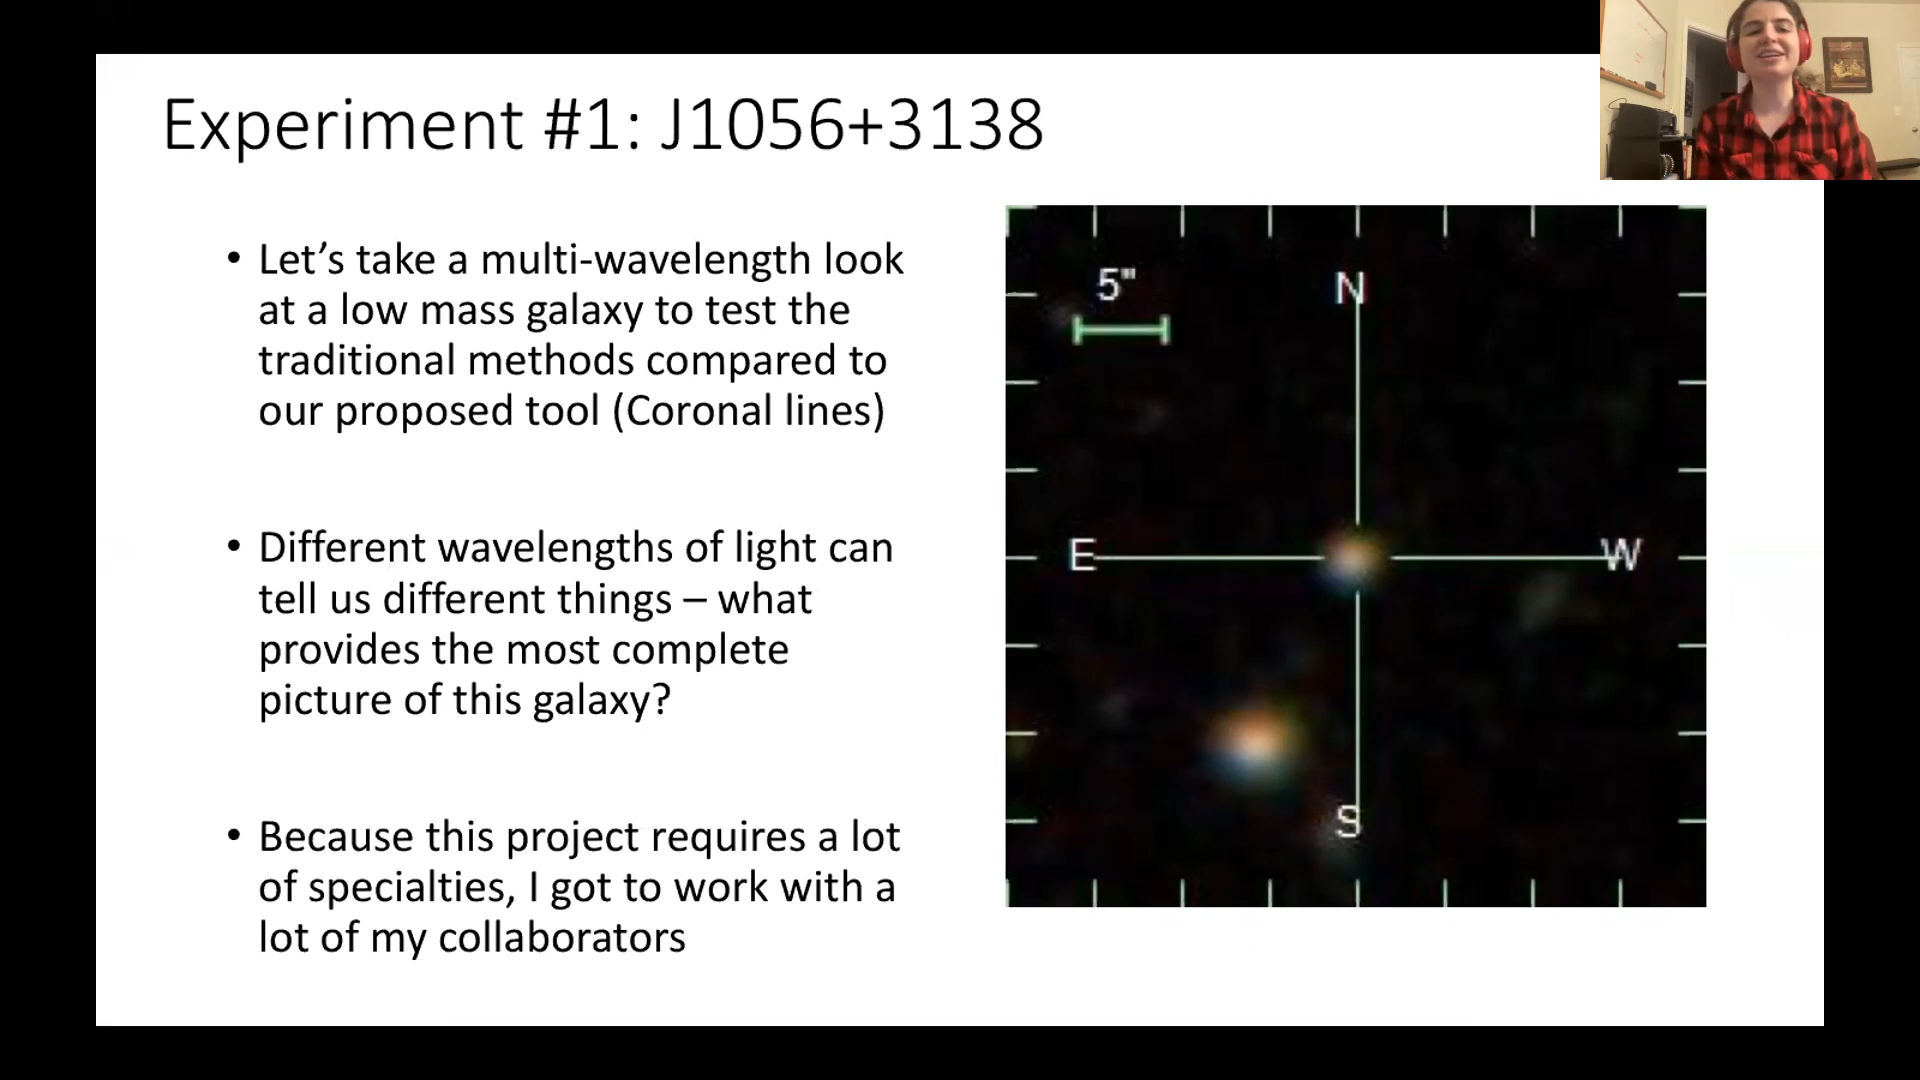 Experiment #1: J1056+3138
• Let’s take a multi-wavelength look
at a low mass galaxy to test the
traditional methods compared to
our proposed tool (Coronal lines)
• Different wavelengths of light can
tell us different things – what
provides the most complete
picture of this galaxy?
• Because this project requires a lot
of specialties, I got to work with a
lot of my collaborators
5"
N
E
W
S